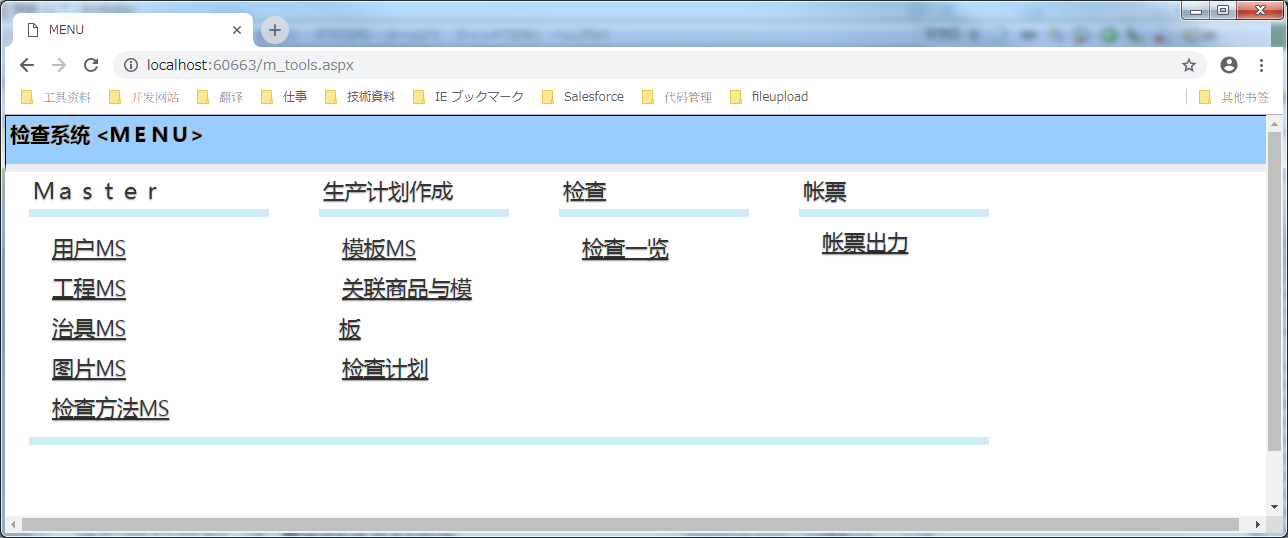 MENU
localhost:60663/m_tools.aspx
工具资料 开发网站 翻译 仕事 技術資料 IE ブックマーク Salesforce 代码管理 fileupload 其他书签
检查系统 <ＭＥＮＵ>
Ｍａｓｔｅｒ 生产计划作成 检查 帐票
用户MS 模板MS 检查一览 帐票出力
工程MS 关联商品与模
治具MS 板
图片MS 检查计划
检查方法MS